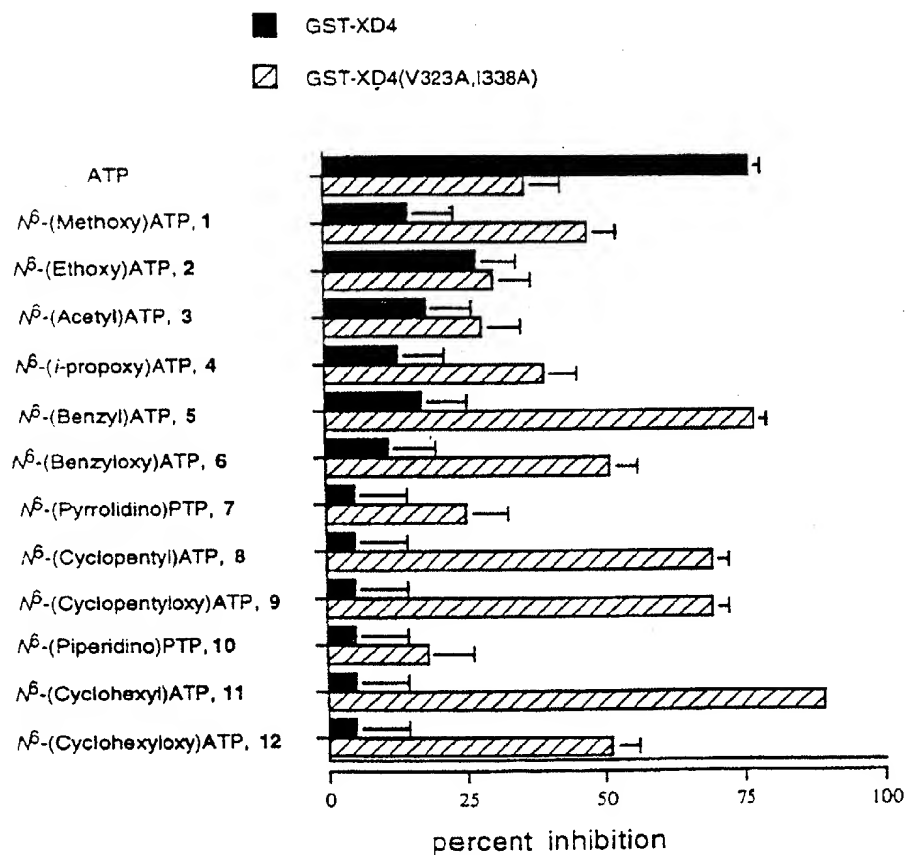 GST-XD4
GST-XD4(V323A,I338A)
ATP
N6-(Methoxy)ATP, 1
N6-(Ethoxy)ATP, 2
N6-(Acetyl)ATP, 3
N6-(i-propoxy)ATP, 4
N6-(Benzyl)ATP, 5
N6-(Benzyloxy)ATP, 6
N6-(Pyrrolidino)PTP, 7
N6-(Cyclopentyl)ATP, 8
N6-(Cyclopentyloxy)ATP, 9
N6-(Piperidino)PTP, 10
N6-(Cyclohexyl)ATP, 11
N6-(Cyclohexyloxy)ATP, 12
0 25 50 75 100
percent inhibition